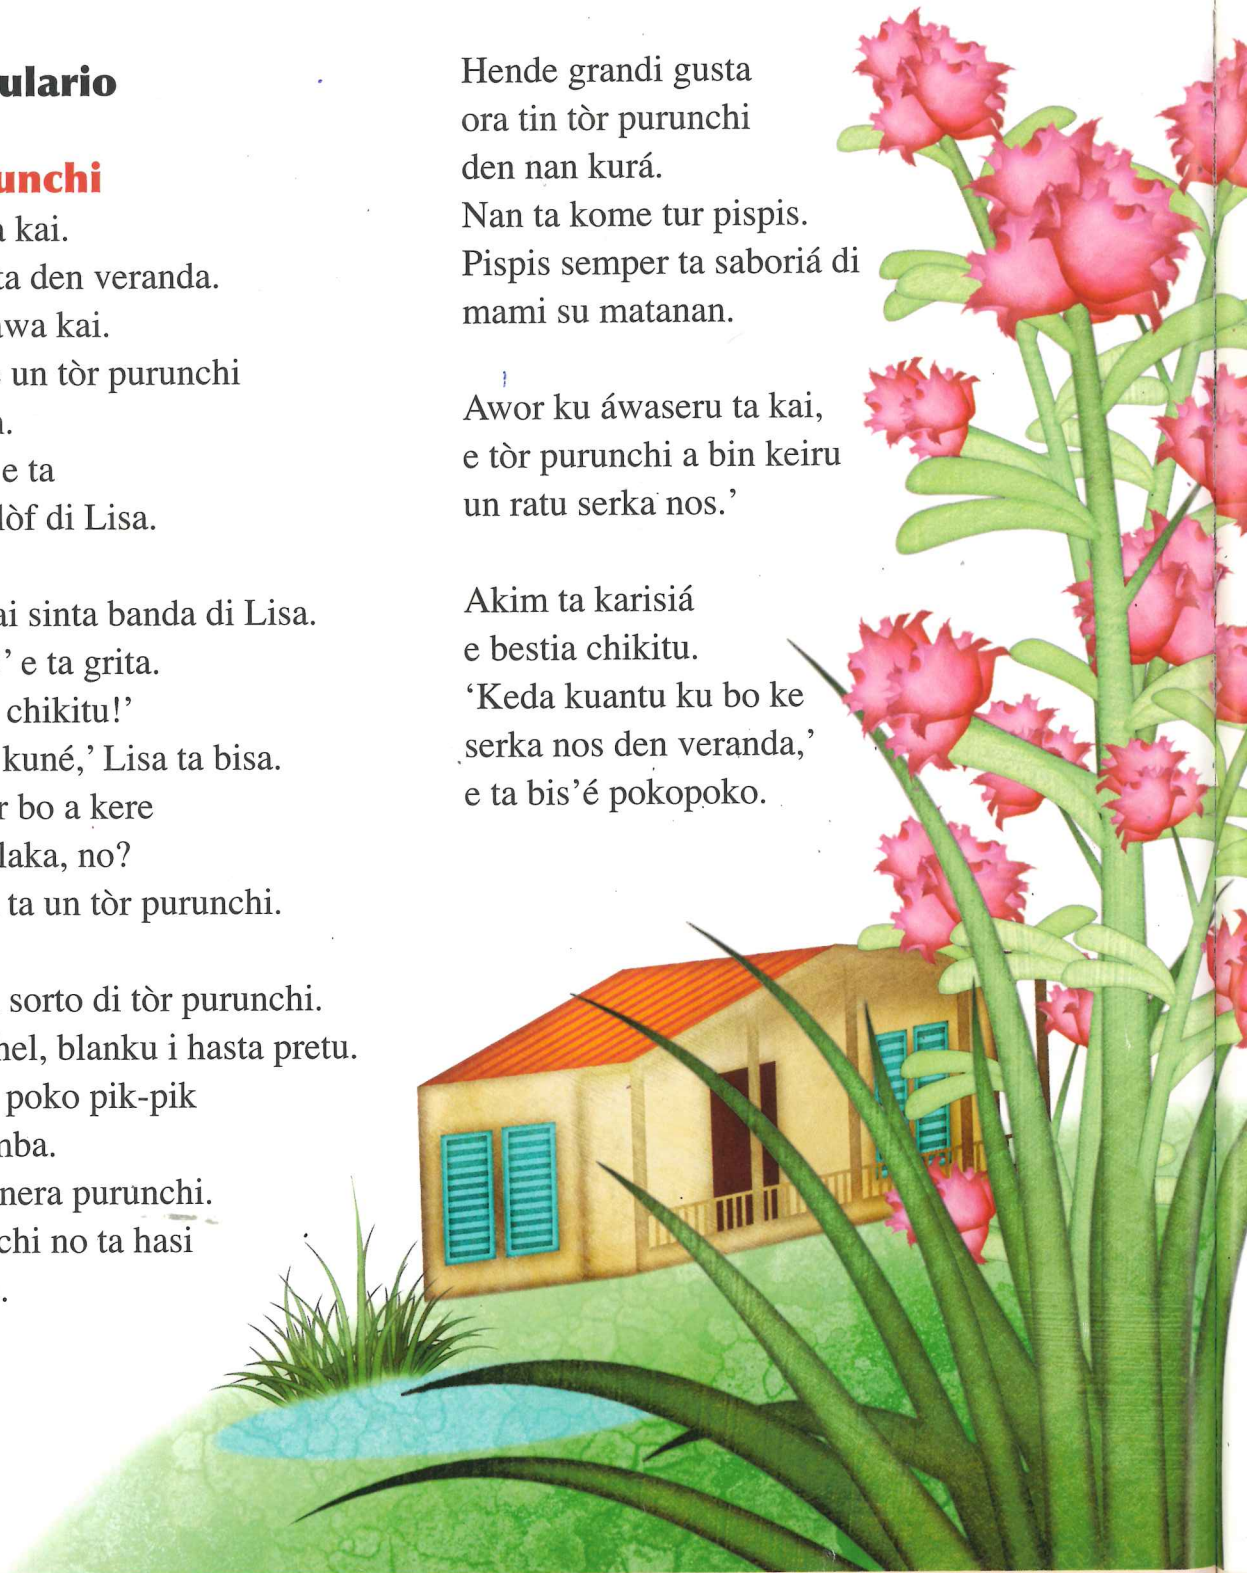 ulario
unchi
a kai.
ta den veranda.
awa kai.
un tòr purunchi
.
e ta
lòf di Lisa.
ai sinta banda di Lisa.
’ e ta grita.
chikitu!’
kuné,’ Lisa ta bisa.
r bo a kere
laka, no?
ta un tòr purunchi.
sorto di tòr purunchi.
hel, blanku i hasta pretu.
poko pik-pik
mba.
nera purunchi.
chi no ta hasi
.
Hende grandi gusta
ora tin tòr purunchi
den nan kurá.
Nan ta kome tur pispis.
Pispis semper ta saboriá di
mami su matanan.
Awor ku áwaseru ta kai,
e tòr purunchi a bin keiru
un ratu serka nos.’
Akim ta karisiá
e bestia chikitu.
‘Keda kuantu ku bo ke
serka nos den veranda,’
e ta bis’é pokopoko.